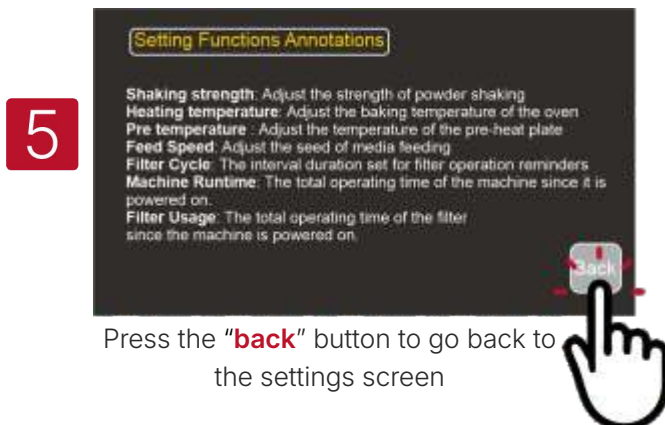 Setting Functions Annotations
5
Shaking strength: Adjust the strength of powder shaking
Heating temperature: Adjust the baking temperature of the oven
Pre temperature : Adjust the temperature of the pre-heat plate
Feed Speed: Adjust the seed of media feeding
Filter Cycle: The interval duration set for filter operation reminders
Machine Runtime: The total operating time of the machine since it is
powered on.
Filter Usage: The total operating time of the filter
since the machine is powered on.
Back
Press the "back" button to go back to
the settings screen